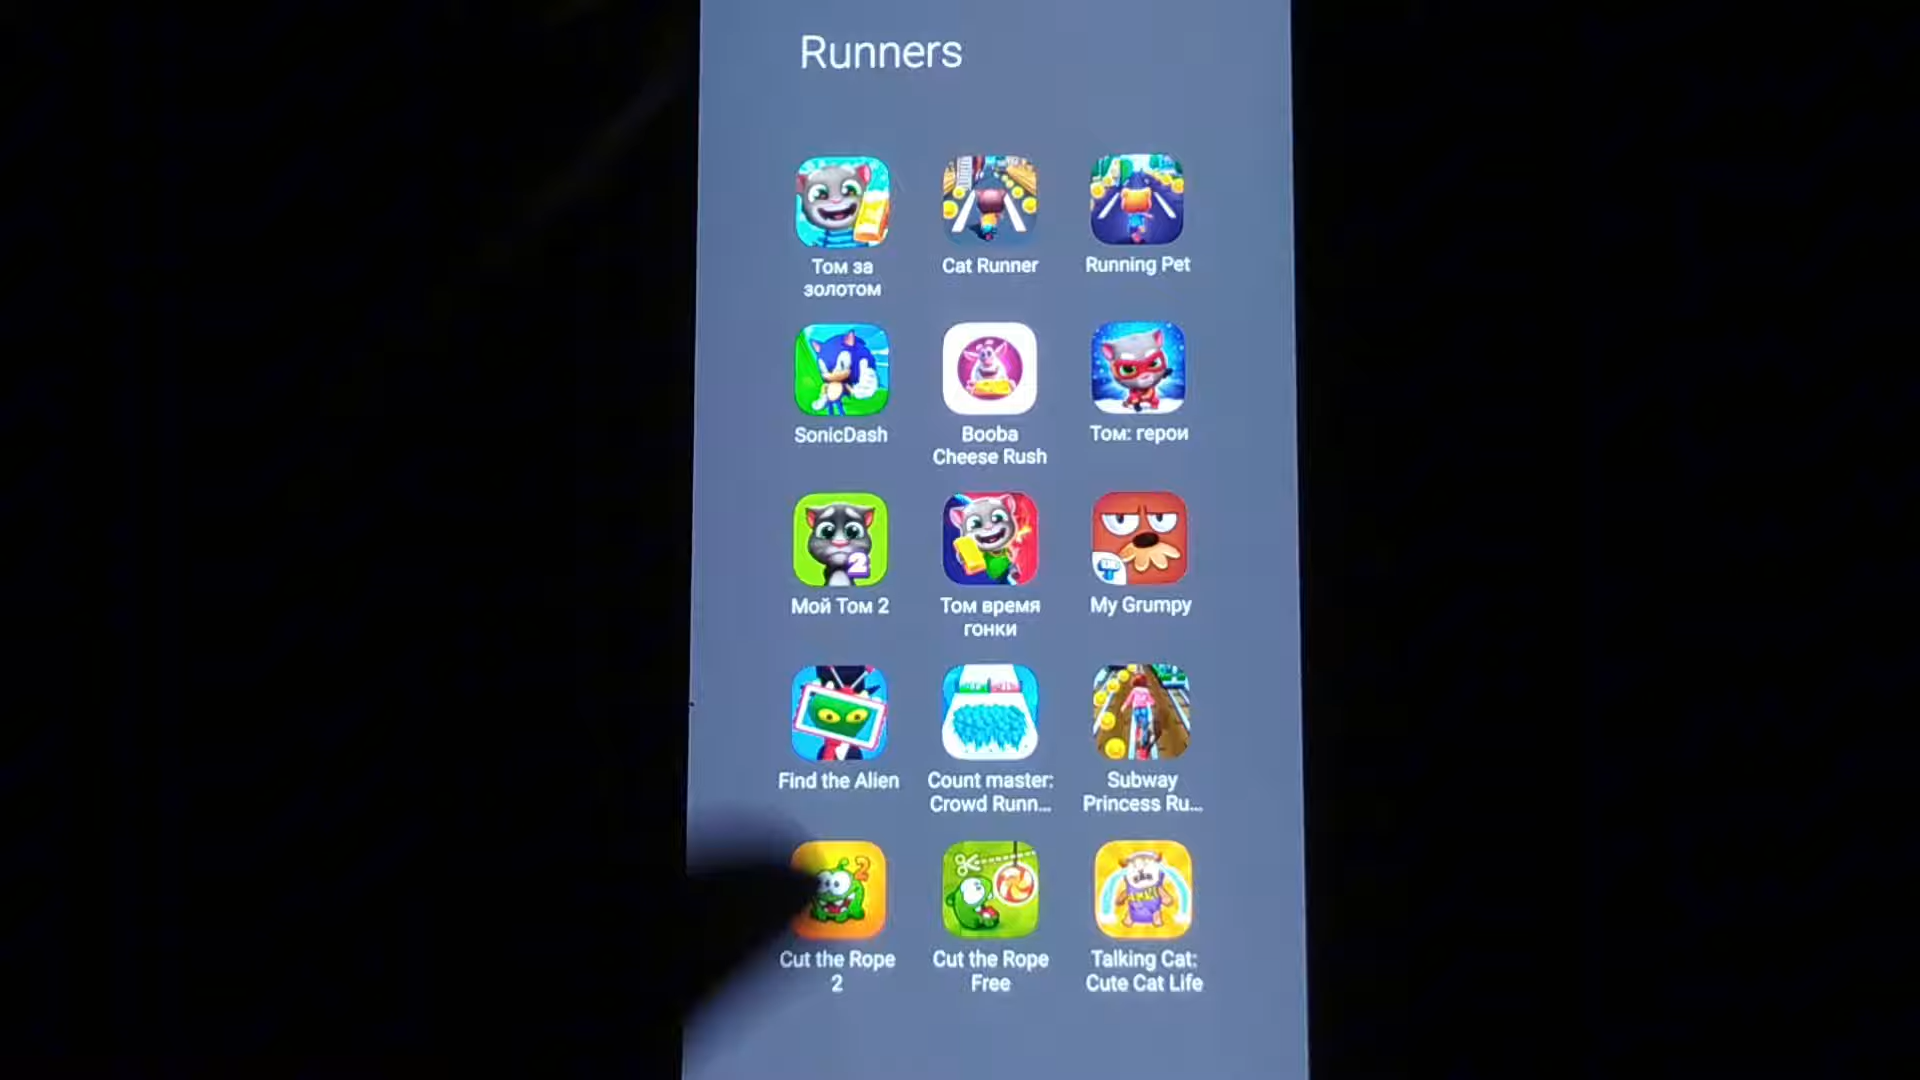 Runners
Том за
золотом
Cat Runner
Running Pet
SonicDash
Booba
Cheese Rush
Том: герои
Мой Том 2
2
Том время
гонки
My Grumpy
Find the Alien
Count master:
Crowd Runn...
Subway
Princess Ru...
2
Cut the Rope
2
Cut the Rope
Free
Talking Cat:
Cute Cat Life